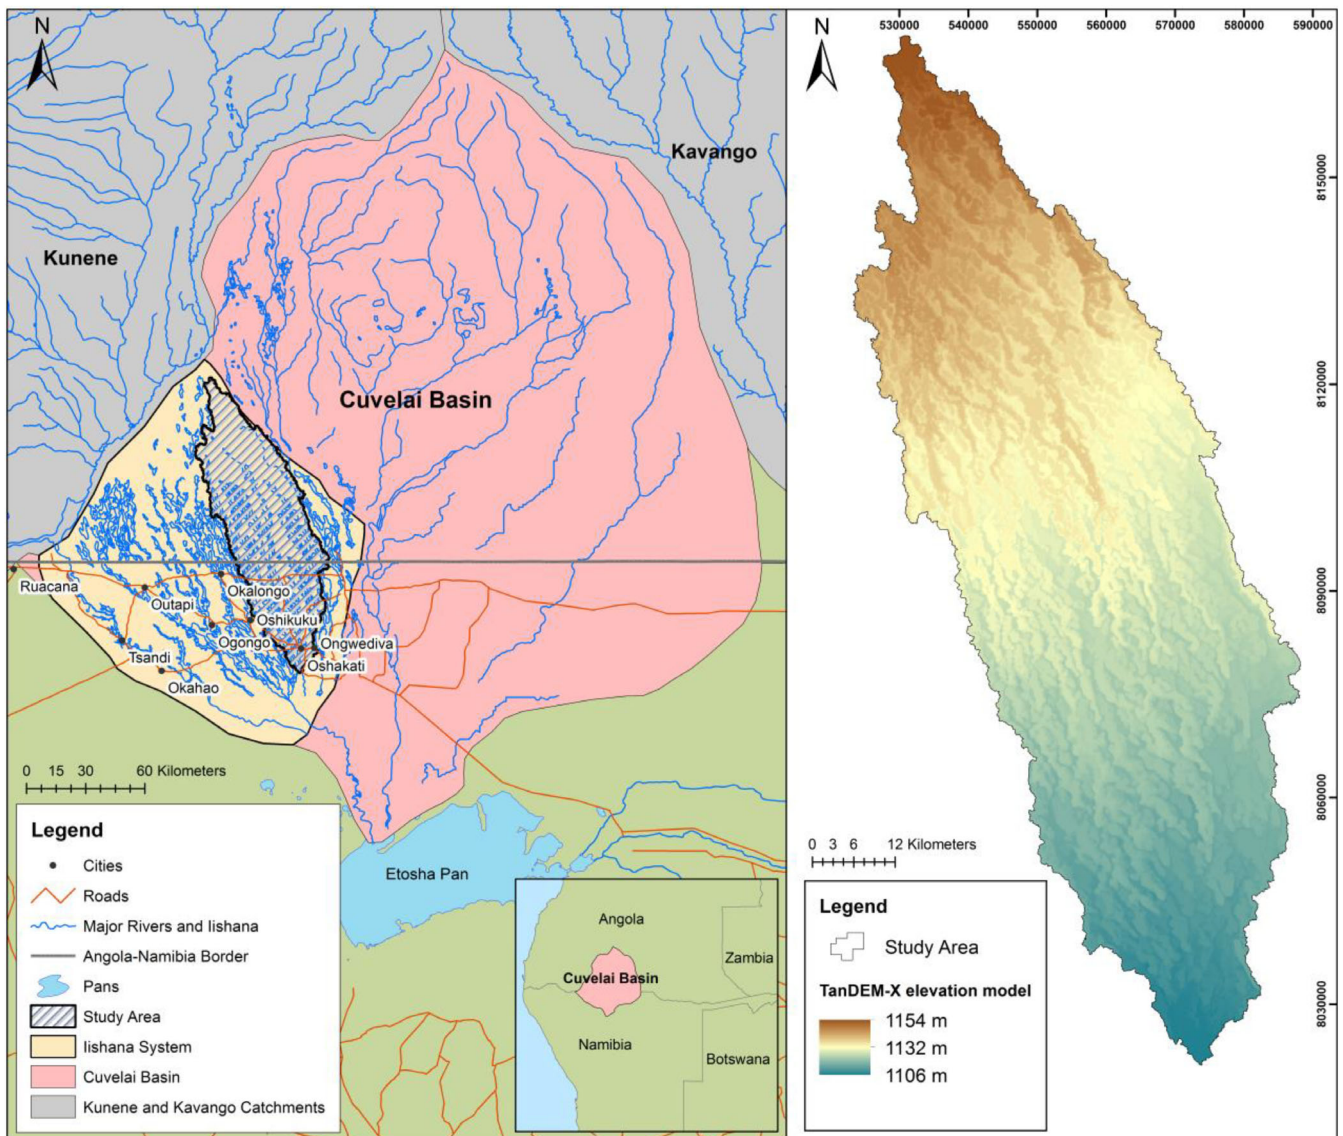 N
Kavango
Kunene
Cuvelai Basin
Ruacana
Okalongo
Outapi
Oshikuku
Ogongo
Ongwediva
Tsandi
Oshakati
Okahao
0 15 30 60 Kilometers
Legend
Cities
Roads
Major Rivers and Iishana
Angola-Namibia Border
Pans
Study Area
Iishana System
Cuvelai Basin
Kunene and Kavango Catchments
Etosha Pan
Angola
Zambia
Cuvelai Basin
Namibia
Botswana
N
530000 540000 550000 560000 570000 580000 590000
8150000
8120000
8090000
8060000
8030000
0 3 6 12 Kilometers
Legend
Study Area
TanDEM-X elevation model
1154 m
1132 m
1106 m